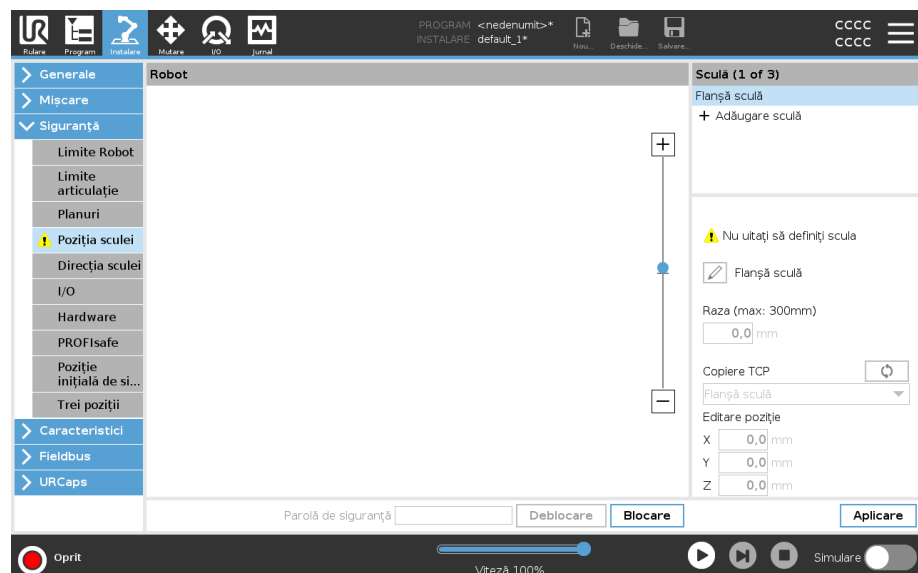 Rulare
Program
Instalare
Mutare
I/O
Jurnal
PROGRAM <nedenumit>*
INSTALARE default_1*
Nou...
Deschide...
Salvare...
CCCC
CCCC
Generale
Mișcare
Siguranță
Limite Robot
Limite
articulație
Planuri
Poziția sculei
Direcția sculei
I/O
Hardware
PROFIsafe
Poziție
inițială de si...
Trei poziții
Caracteristici
Fieldbus
URCaps
Robot
Sculă (1 of 3)
Flanșă sculă
+ Adăugare sculă
Nu uitați să definiți scula
Flanșă sculă
Raza (max: 300mm)
0,0 mm
Copiere TCP
Flanșă sculă
Editare poziție
X 0,0 mm
Y 0,0 mm
Z 0,0 mm
Parolă de siguranță
Deblocare
Blocare
Aplicare
Oprit
Viteză 100%
Simulare